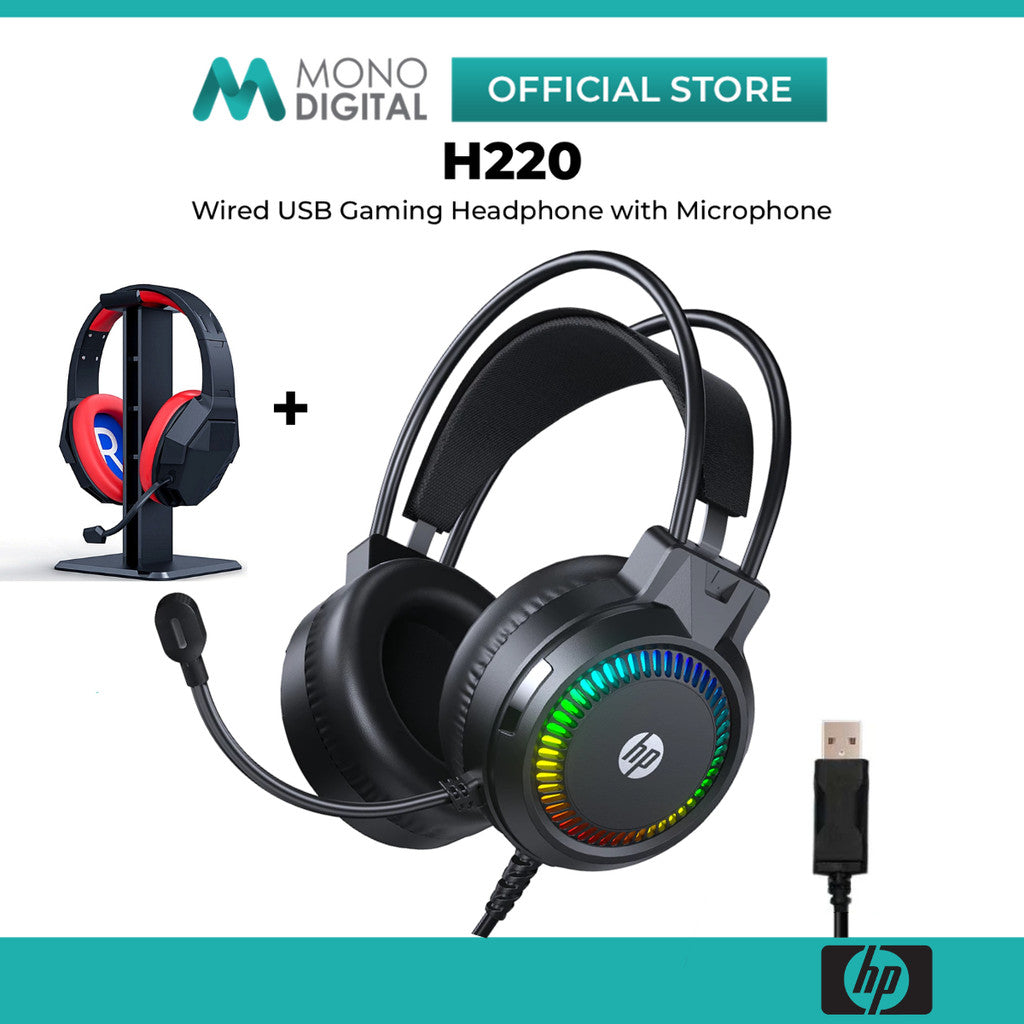 MONO
DIGITAL
OFFICIAL STORE
H220
Wired USB Gaming Headphone with Microphone
R
+
hp
hp